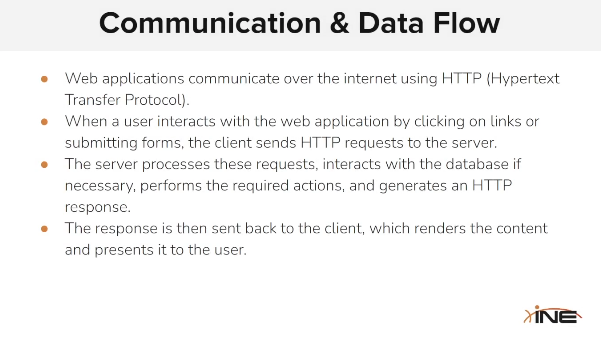 Communication & Data Flow
● Web applications communicate over the internet using HTTP (Hypertext
Transfer Protocol).
● When a user interacts with the web application by clicking on links or
submitting forms, the client sends HTTP requests to the server.
● The server processes these requests, interacts with the database if
necessary, performs the required actions, and generates an HTTP
response.
● The response is then sent back to the client, which renders the content
and presents it to the user.
INE